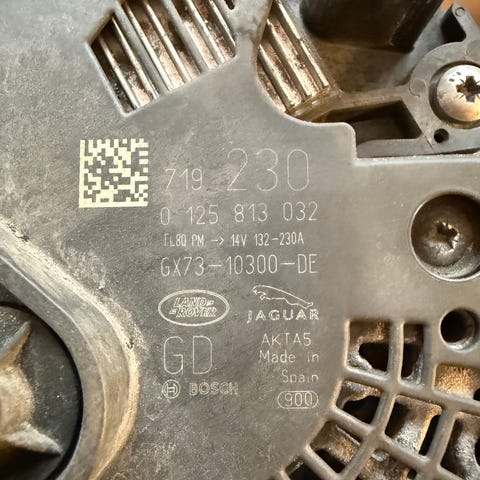 719 230
0 125 813 032
EL8U PM → 14V 132-230A
GX73-10300-DE
LAND-
ROVER
JAGUAR
GD
AKTA5
Made in
Spain
BOSCH
900